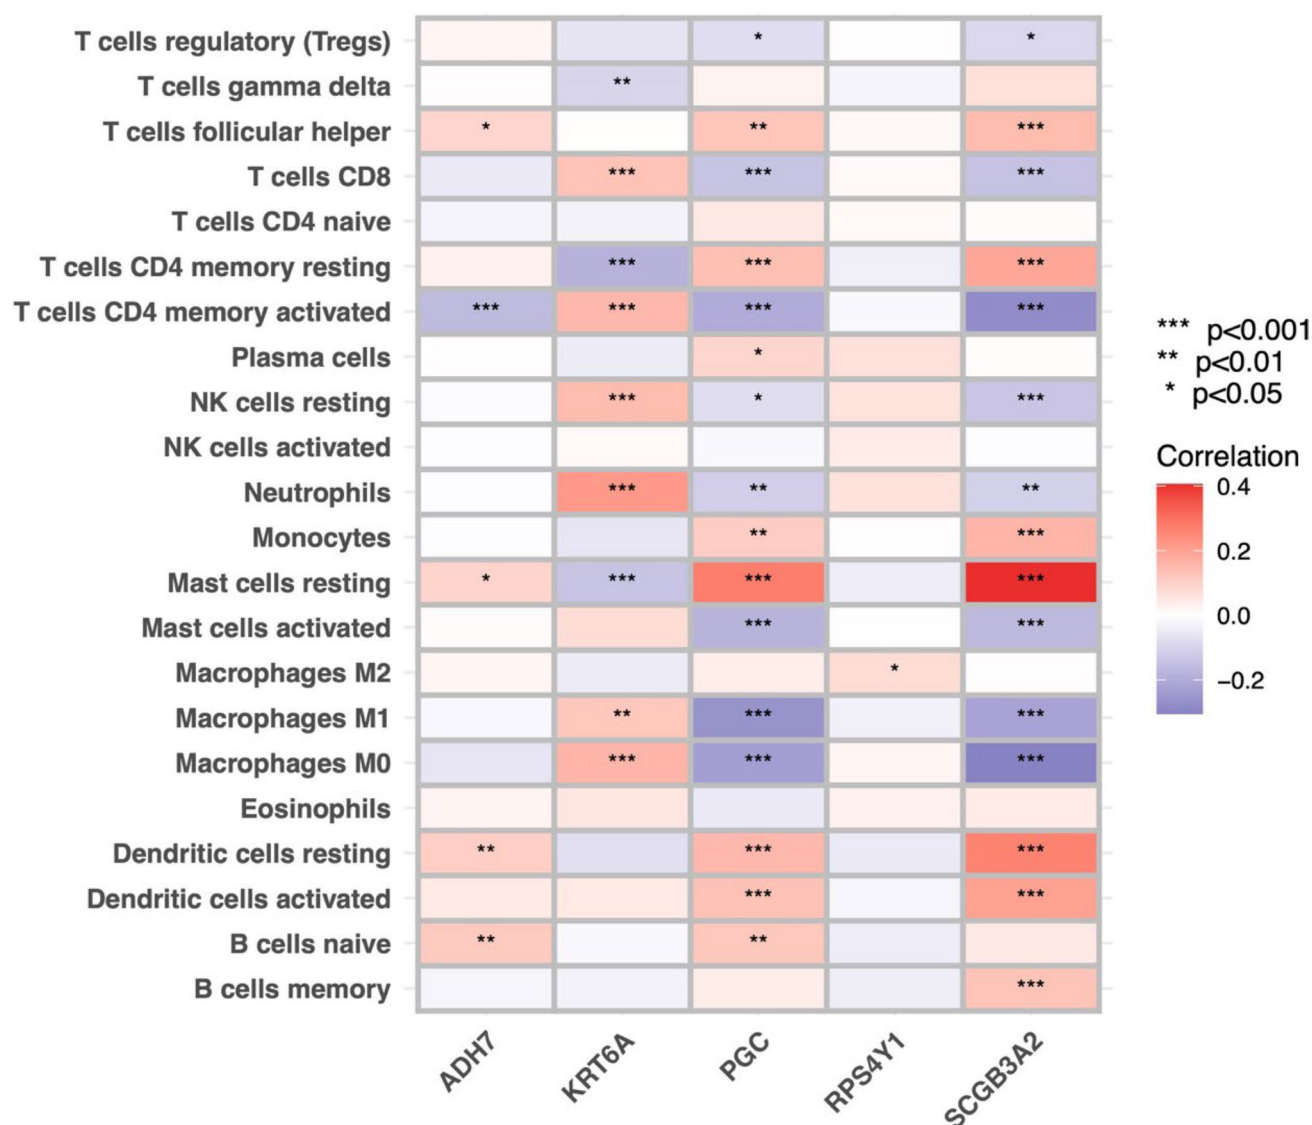 T cells regulatory (Tregs) * *
T cells gamma delta **
T cells follicular helper * ** ***
T cells CD8 *** *** ***
T cells CD4 naive
T cells CD4 memory resting *** *** ***
T cells CD4 memory activated *** *** *** ***
Plasma cells *
NK cells resting *** * ***
NK cells activated
Neutrophils *** ** **
Monocytes ** ***
Mast cells resting * *** *** ***
Mast cells activated *** ***
Macrophages M2 *
Macrophages M1 ** *** ***
Macrophages M0 *** *** ***
Eosinophils
Dendritic cells resting ** *** ***
Dendritic cells activated *** ***
B cells naive ** **
B cells memory ***
ADH7 KRT6A PGC RPS4Y1 SCGB3A2
*** p<0.001
** p<0.01
* p<0.05
Correlation
0.4
0.2
0.0
−0.2